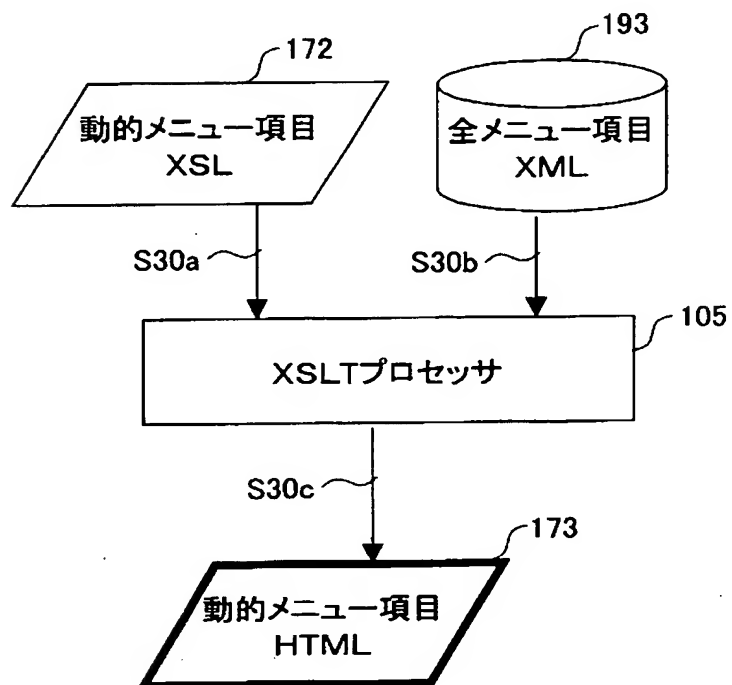 172
193
動的メニュー項目
XSL
全メニュー項目
XML
S30a
S30b
105
XSLTプロセッサ
S30c
173
動的メニュー項目
HTML